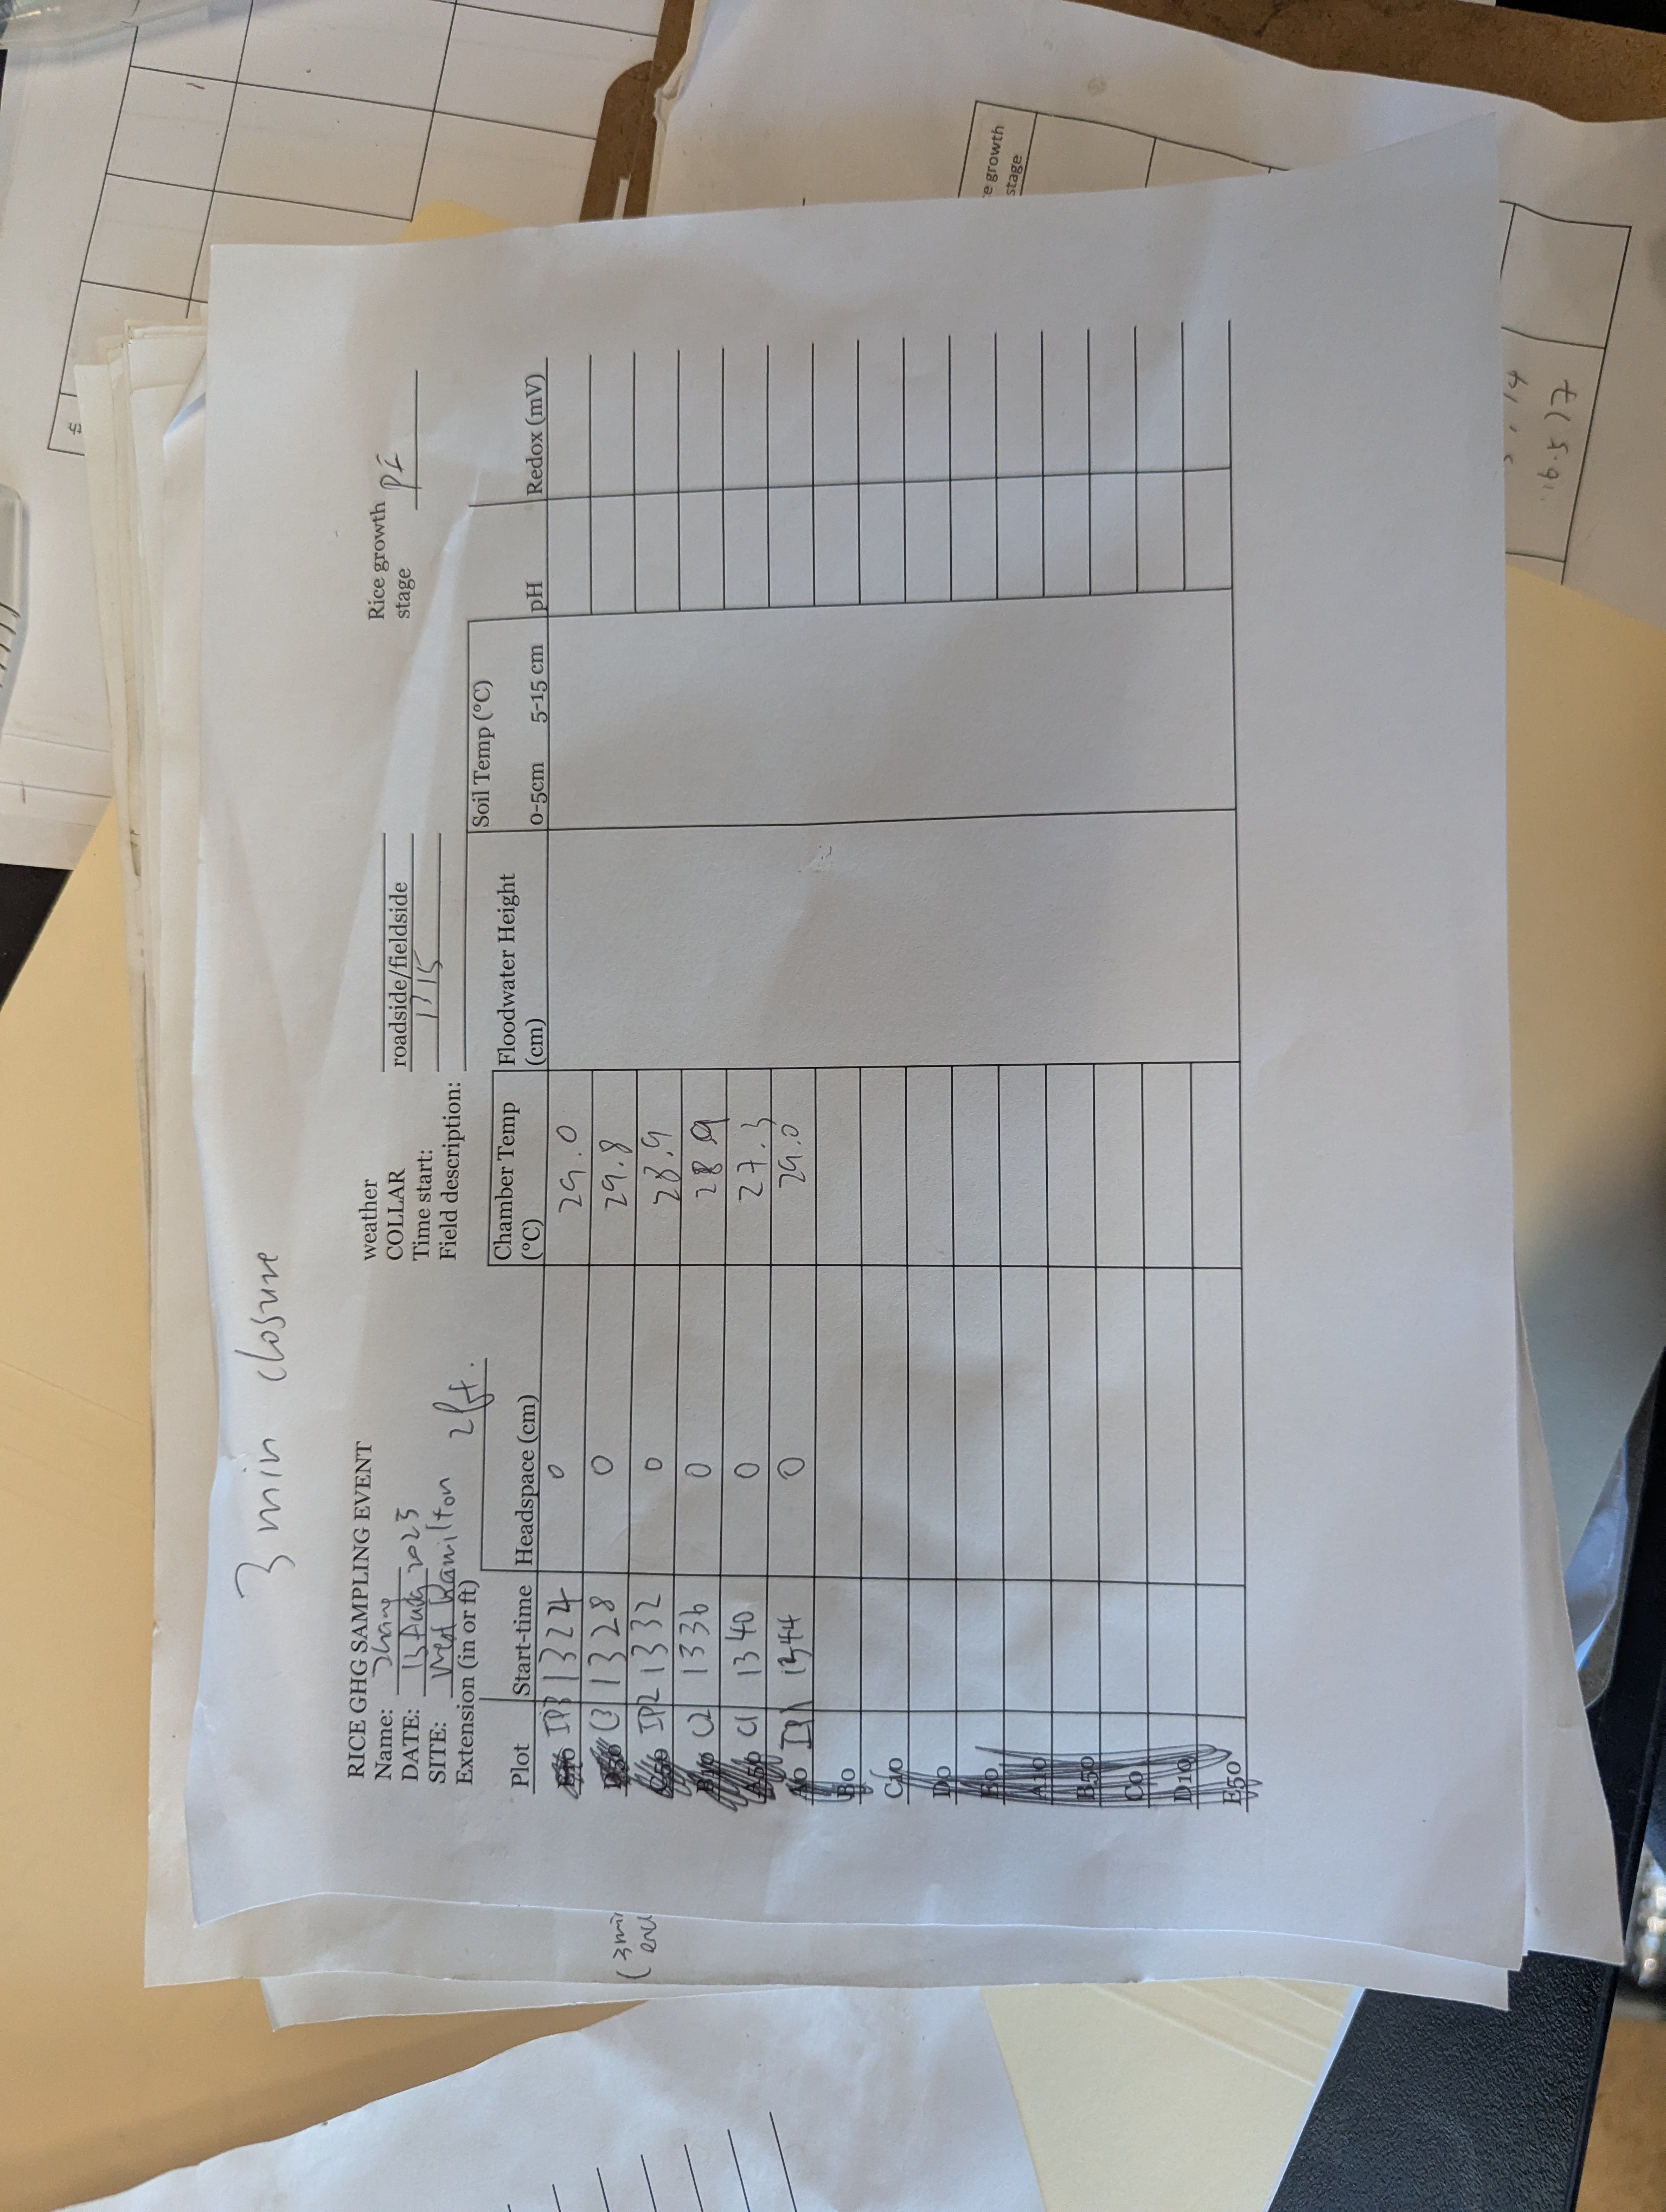 3 min closure
RICE GHG SAMPLING EVENT
Name: Zhang
DATE: 13 Aug 2023
SITE: West Hamilton
Extension (in or ft) 2ft.
weather
COLLAR roadside/fieldside
Time start: 1315
Field description:
Rice growth
stage PI
Plot Start-time Headspace (cm) Chamber Temp (°C) Floodwater Height (cm) Soil Temp (°C) 0-5cm 5-15 cm pH Redox (mV)
IP3 1324 0 29.0
D50 C3 1328 0 29.8
C50 IP2 1332 0 28.9
B10 C2 1336 0 28.9
A50 C1 1340 0 27.3
A0 IP1 1344 0 29.0
B0
C10
D0
E0
A10
B50
C0
D10
E50
(3mi
encl
e growth
stage
16.5 )7